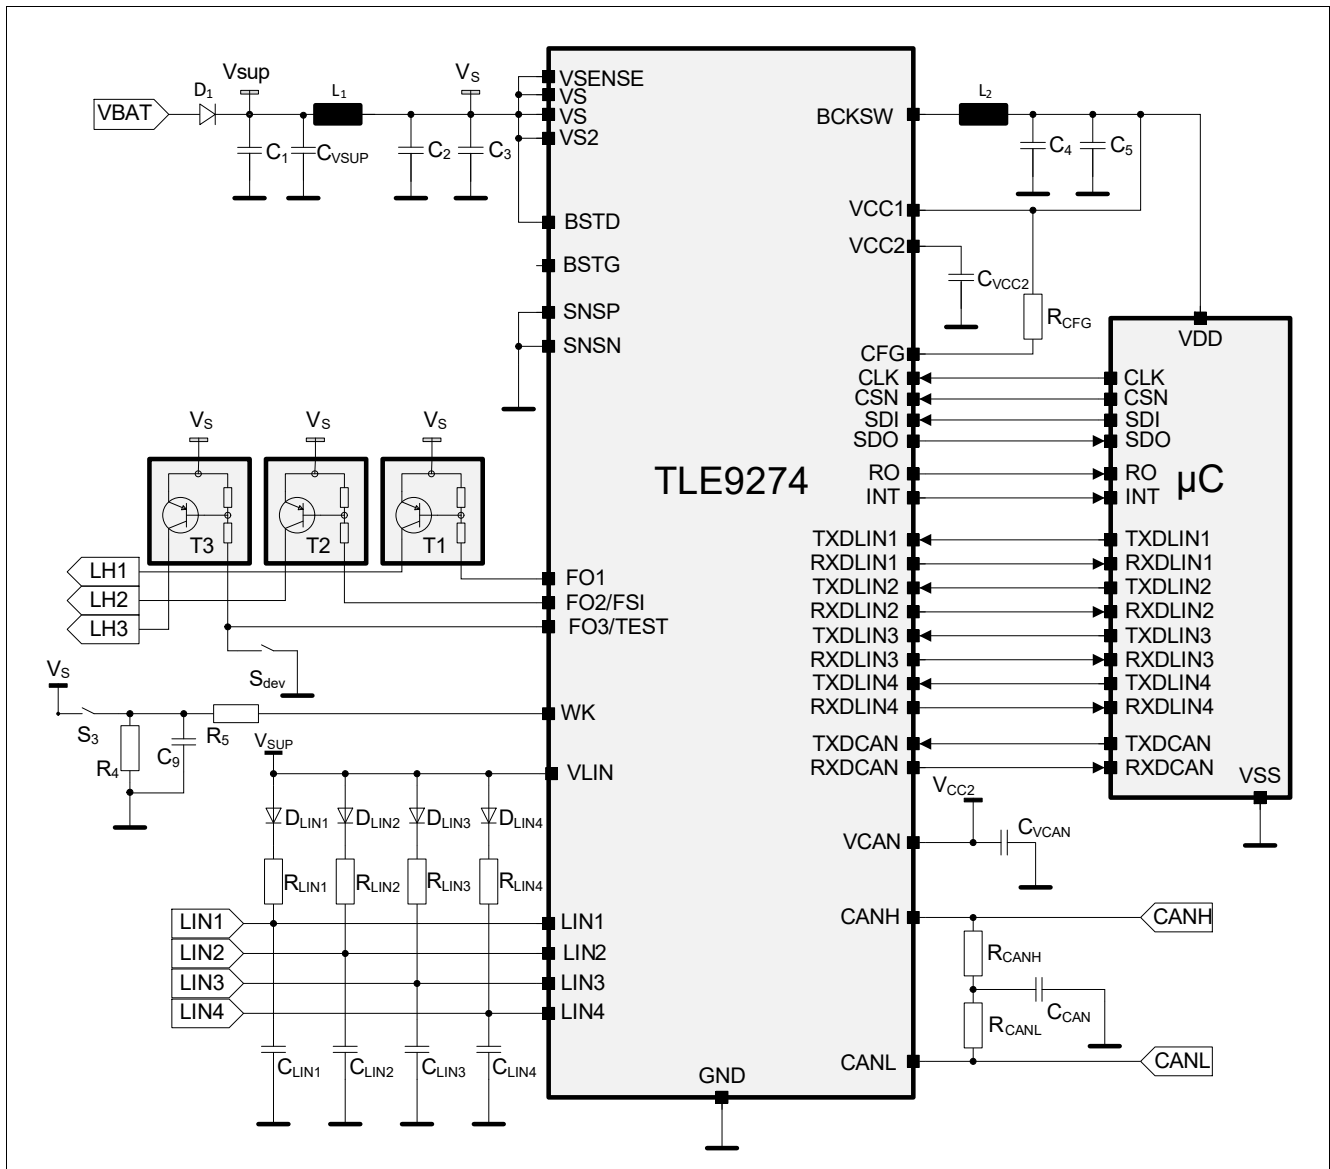 Vsup
VS
D1
L1
VBAT
C1
CVSUP
C2
C3
VSENSE
VS
VS
VS2
BSTD
BSTG
SNSP
SNSN
BCKSW
L2
C4
C5
VCC1
VCC2
CVCC2
RCFG
CFG
CLK
CSN
SDI
SDO
RO
INT
TXDLIN1
RXDLIN1
TXDLIN2
RXDLIN2
TXDLIN3
RXDLIN3
TXDLIN4
RXDLIN4
TXDCAN
RXDCAN
VDD
CLK
CSN
SDI
SDO
RO
INT
µC
TXDLIN1
RXDLIN1
TXDLIN2
RXDLIN2
TXDLIN3
RXDLIN3
TXDLIN4
RXDLIN4
TXDCAN
RXDCAN
VSS
TLE9274
VS
VS
VS
T3
T2
T1
LH1
LH2
LH3
FO1
FO2/FSI
FO3/TEST
Sdev
VS
S3
R4
C9
R5
WK
VSUP
VLIN
DLIN1
DLIN2
DLIN3
DLIN4
RLIN1
RLIN2
RLIN3
RLIN4
LIN1
LIN2
LIN3
LIN4
LIN1
LIN2
LIN3
LIN4
CLIN1
CLIN2
CLIN3
CLIN4
GND
VCC2
VCAN
CVCAN
CANH
CANH
RCANH
CCAN
RCANL
CANL
CANL